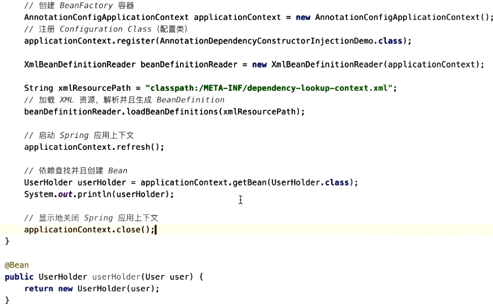 // 创建 BeanFactory 容器
AnnotationConfigApplicationContext applicationContext = new AnnotationConfigApplicationContext();
// 注册 Configuration Class（配置类）
applicationContext.register(AnnotationDependencyConstructorInjectionDemo.class);
XmlBeanDefinitionReader beanDefinitionReader = new XmlBeanDefinitionReader(applicationContext);
String xmlResourcePath = "classpath:/META-INF/dependency-lookup-context.xml";
// 加载 XML 资源，解析并且生成 BeanDefinition
beanDefinitionReader.loadBeanDefinitions(xmlResourcePath);
// 启动 Spring 应用上下文
applicationContext.refresh();
// 依赖查找并且创建 Bean
UserHolder userHolder = applicationContext.getBean(UserHolder.class);
System.out.println(userHolder);
// 显示地关闭 Spring 应用上下文
applicationContext.close();
}
@Bean
public UserHolder userHolder(User user) {
return new UserHolder(user);
}